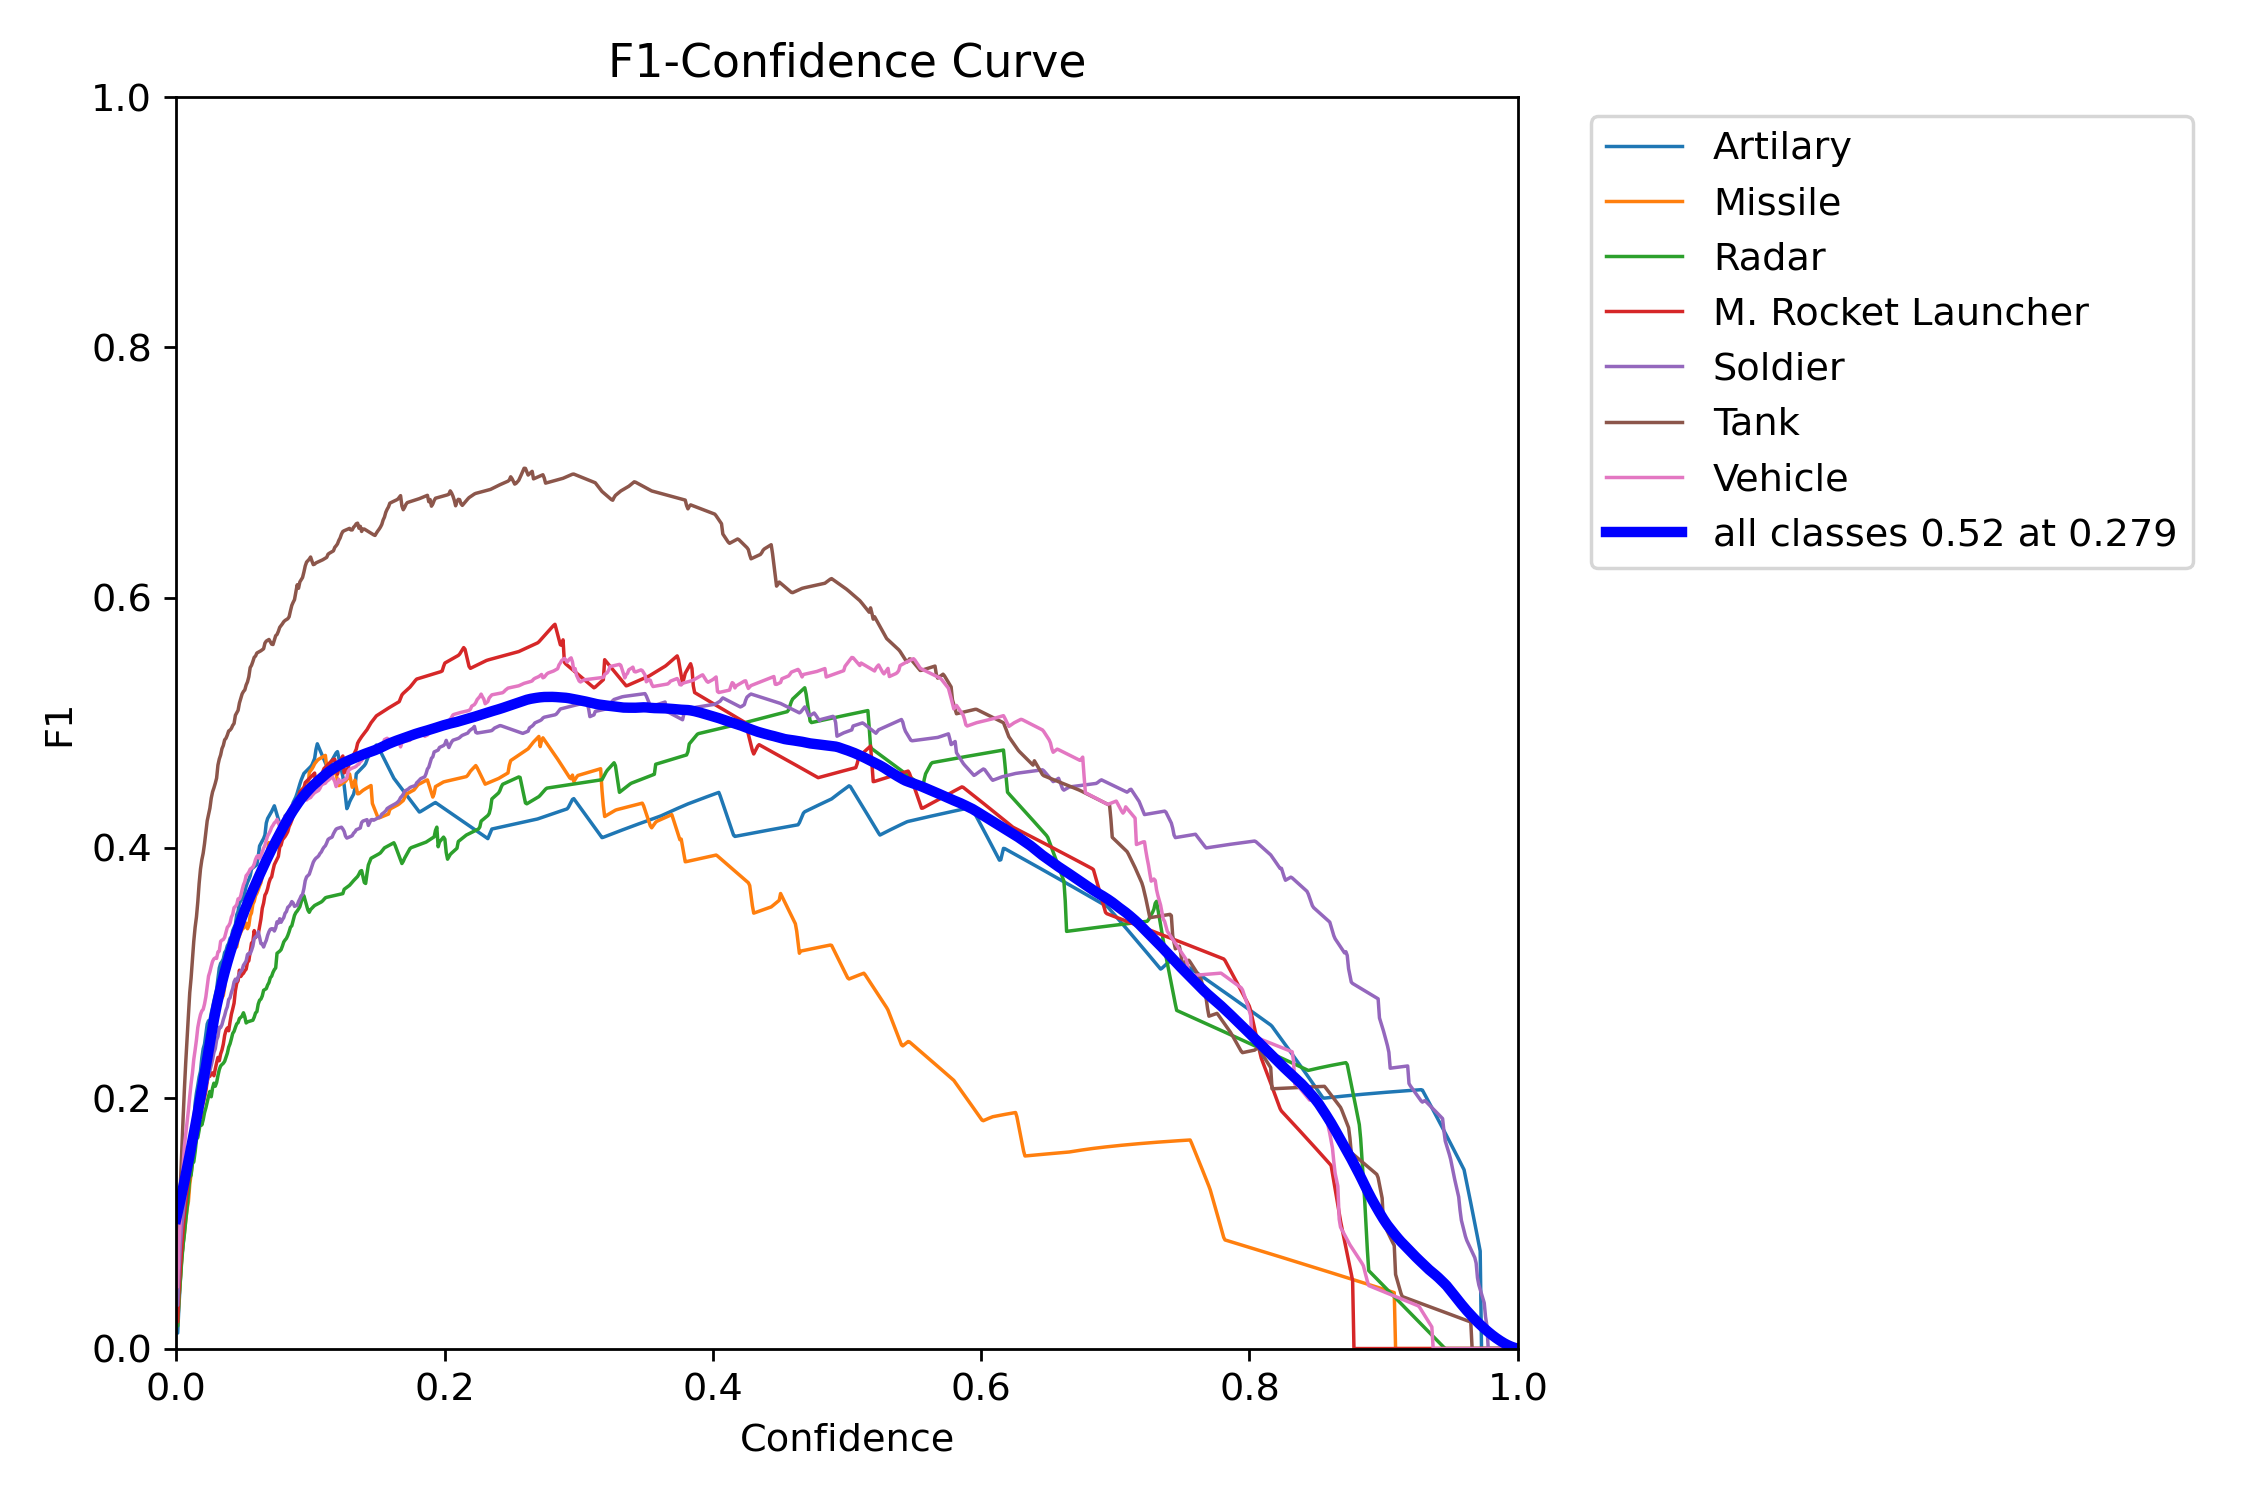 F1-Confidence Curve
1.0
0.8
0.6
0.4
0.2
0.0
F1
0.0 0.2 0.4 0.6 0.8 1.0
Confidence
Artilary
Missile
Radar
M. Rocket Launcher
Soldier
Tank
Vehicle
all classes 0.52 at 0.279